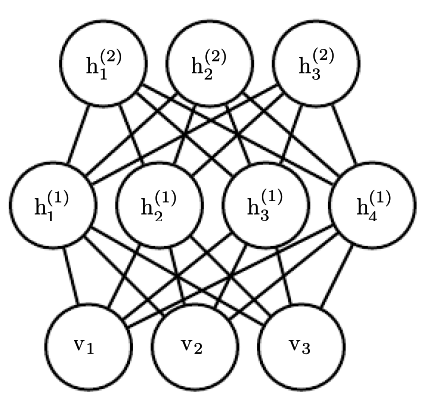 h₁⁽²⁾ h₂⁽²⁾ h₃⁽²⁾
h₁⁽¹⁾ h₂⁽¹⁾ h₃⁽¹⁾ h₄⁽¹⁾
v₁ v₂ v₃